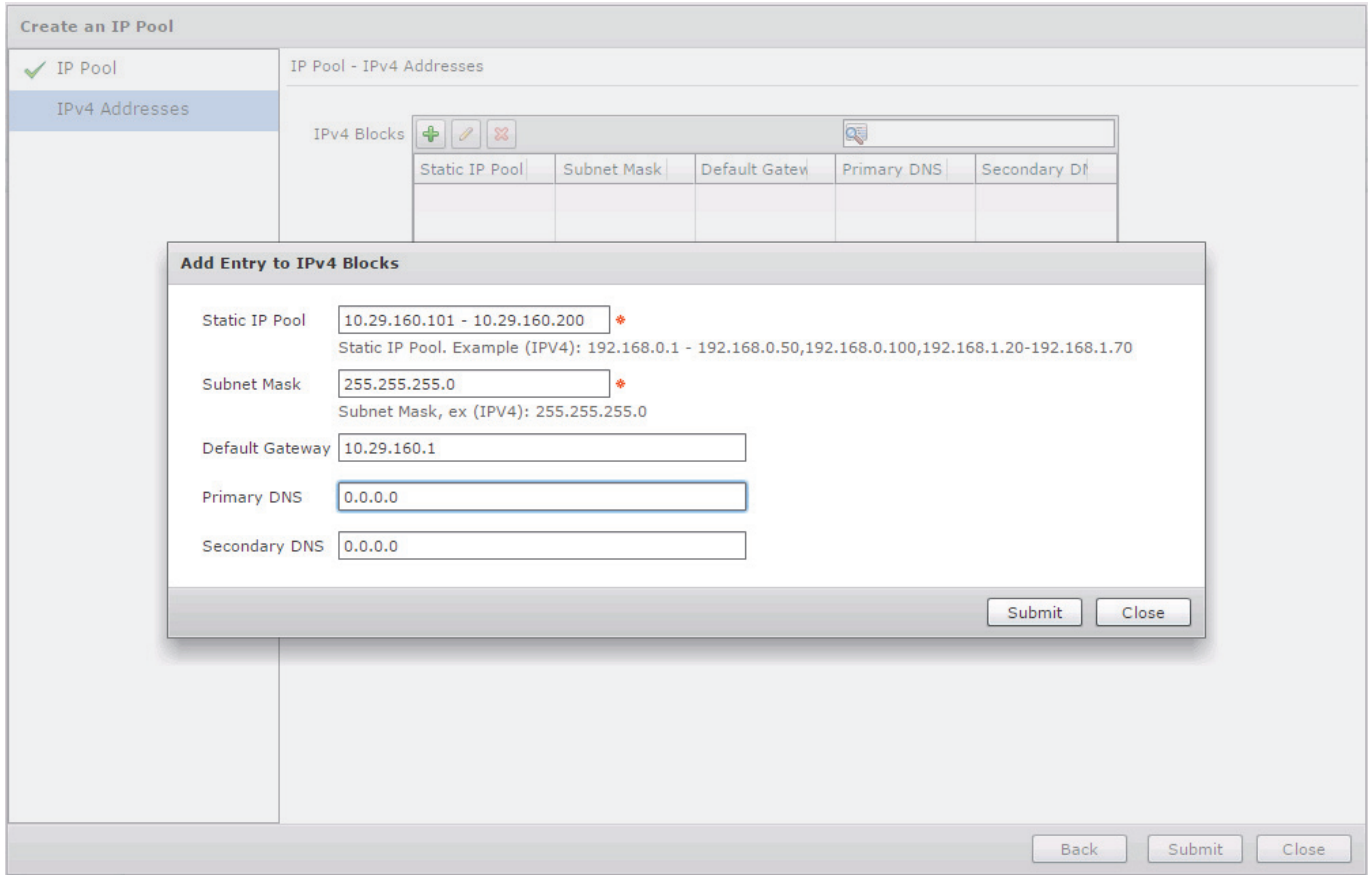 Create an IP Pool
IP Pool
IPv4 Addresses
IP Pool - IPv4 Addresses
IPv4 Blocks
Static IP Pool Subnet Mask Default Gatew Primary DNS Secondary DN
Add Entry to IPv4 Blocks
Static IP Pool 10.29.160.101 - 10.29.160.200 *
Static IP Pool. Example (IPV4): 192.168.0.1 - 192.168.0.50,192.168.0.100,192.168.1.20-192.168.1.70
Subnet Mask 255.255.255.0 *
Subnet Mask, ex (IPV4): 255.255.255.0
Default Gateway 10.29.160.1
Primary DNS 0.0.0.0
Secondary DNS 0.0.0.0
Submit Close
Back Submit Close